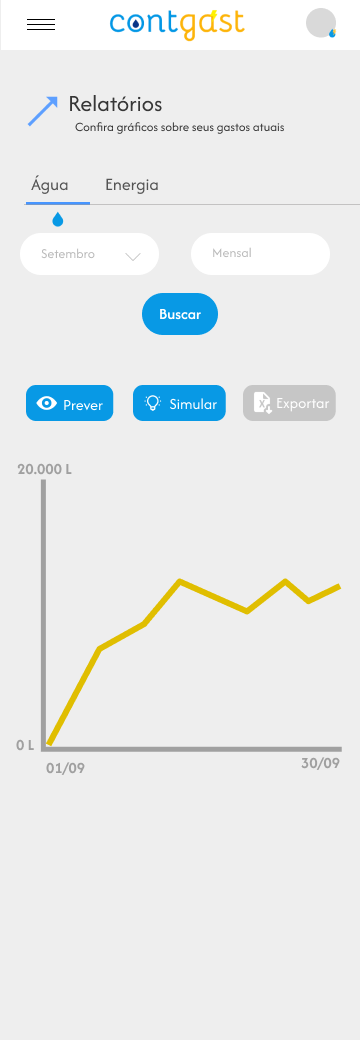 contgast
Relatórios
Confira gráficos sobre seus gastos atuais
Água
Energia
Setembro
Mensal
Buscar
Prever
Simular
Exportar
20.000 L
0 L
01/09
30/09